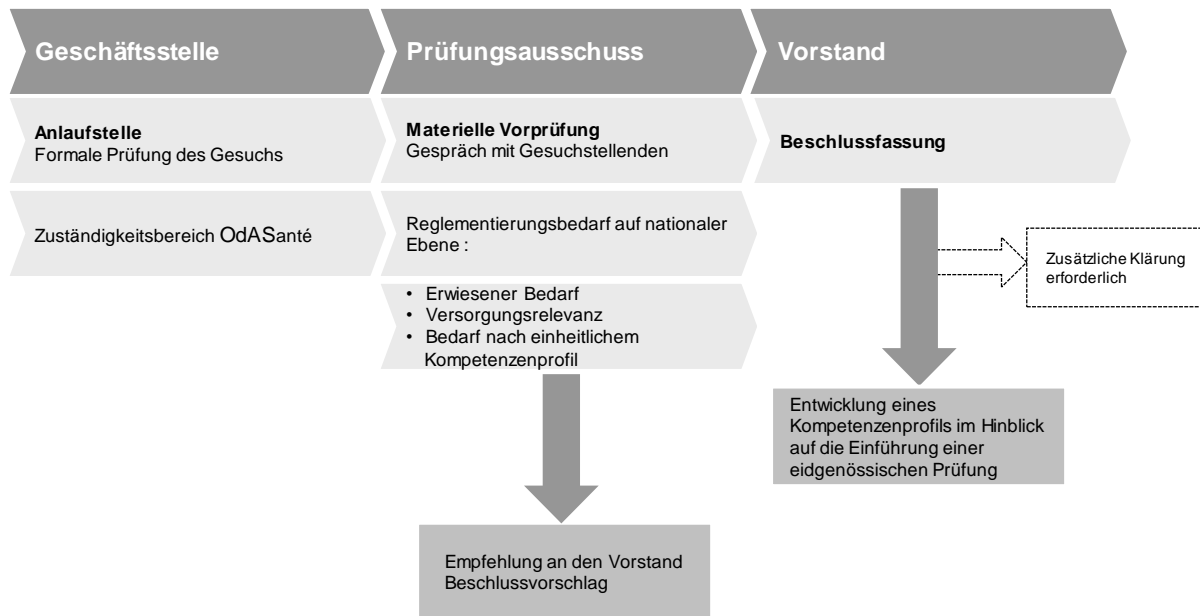 Geschäftsstelle
Prüfungsausschuss
Vorstand
Anlaufstelle
Formale Prüfung des Gesuchs
Materielle Vorprüfung
Gespräch mit Gesuchstellenden
Beschlussfassung
Zuständigkeitsbereich OdASanté
Reglementierungsbedarf auf nationaler
Ebene :
• Erwiesener Bedarf
• Versorgungsrelevanz
• Bedarf nach einheitlichem
Kompetenzenprofil
Zusätzliche Klärung
erforderlich
Entwicklung eines
Kompetenzenprofils im Hinblick
auf die Einführung einer
eidgenössischen Prüfung
Empfehlung an den Vorstand
Beschlussvorschlag